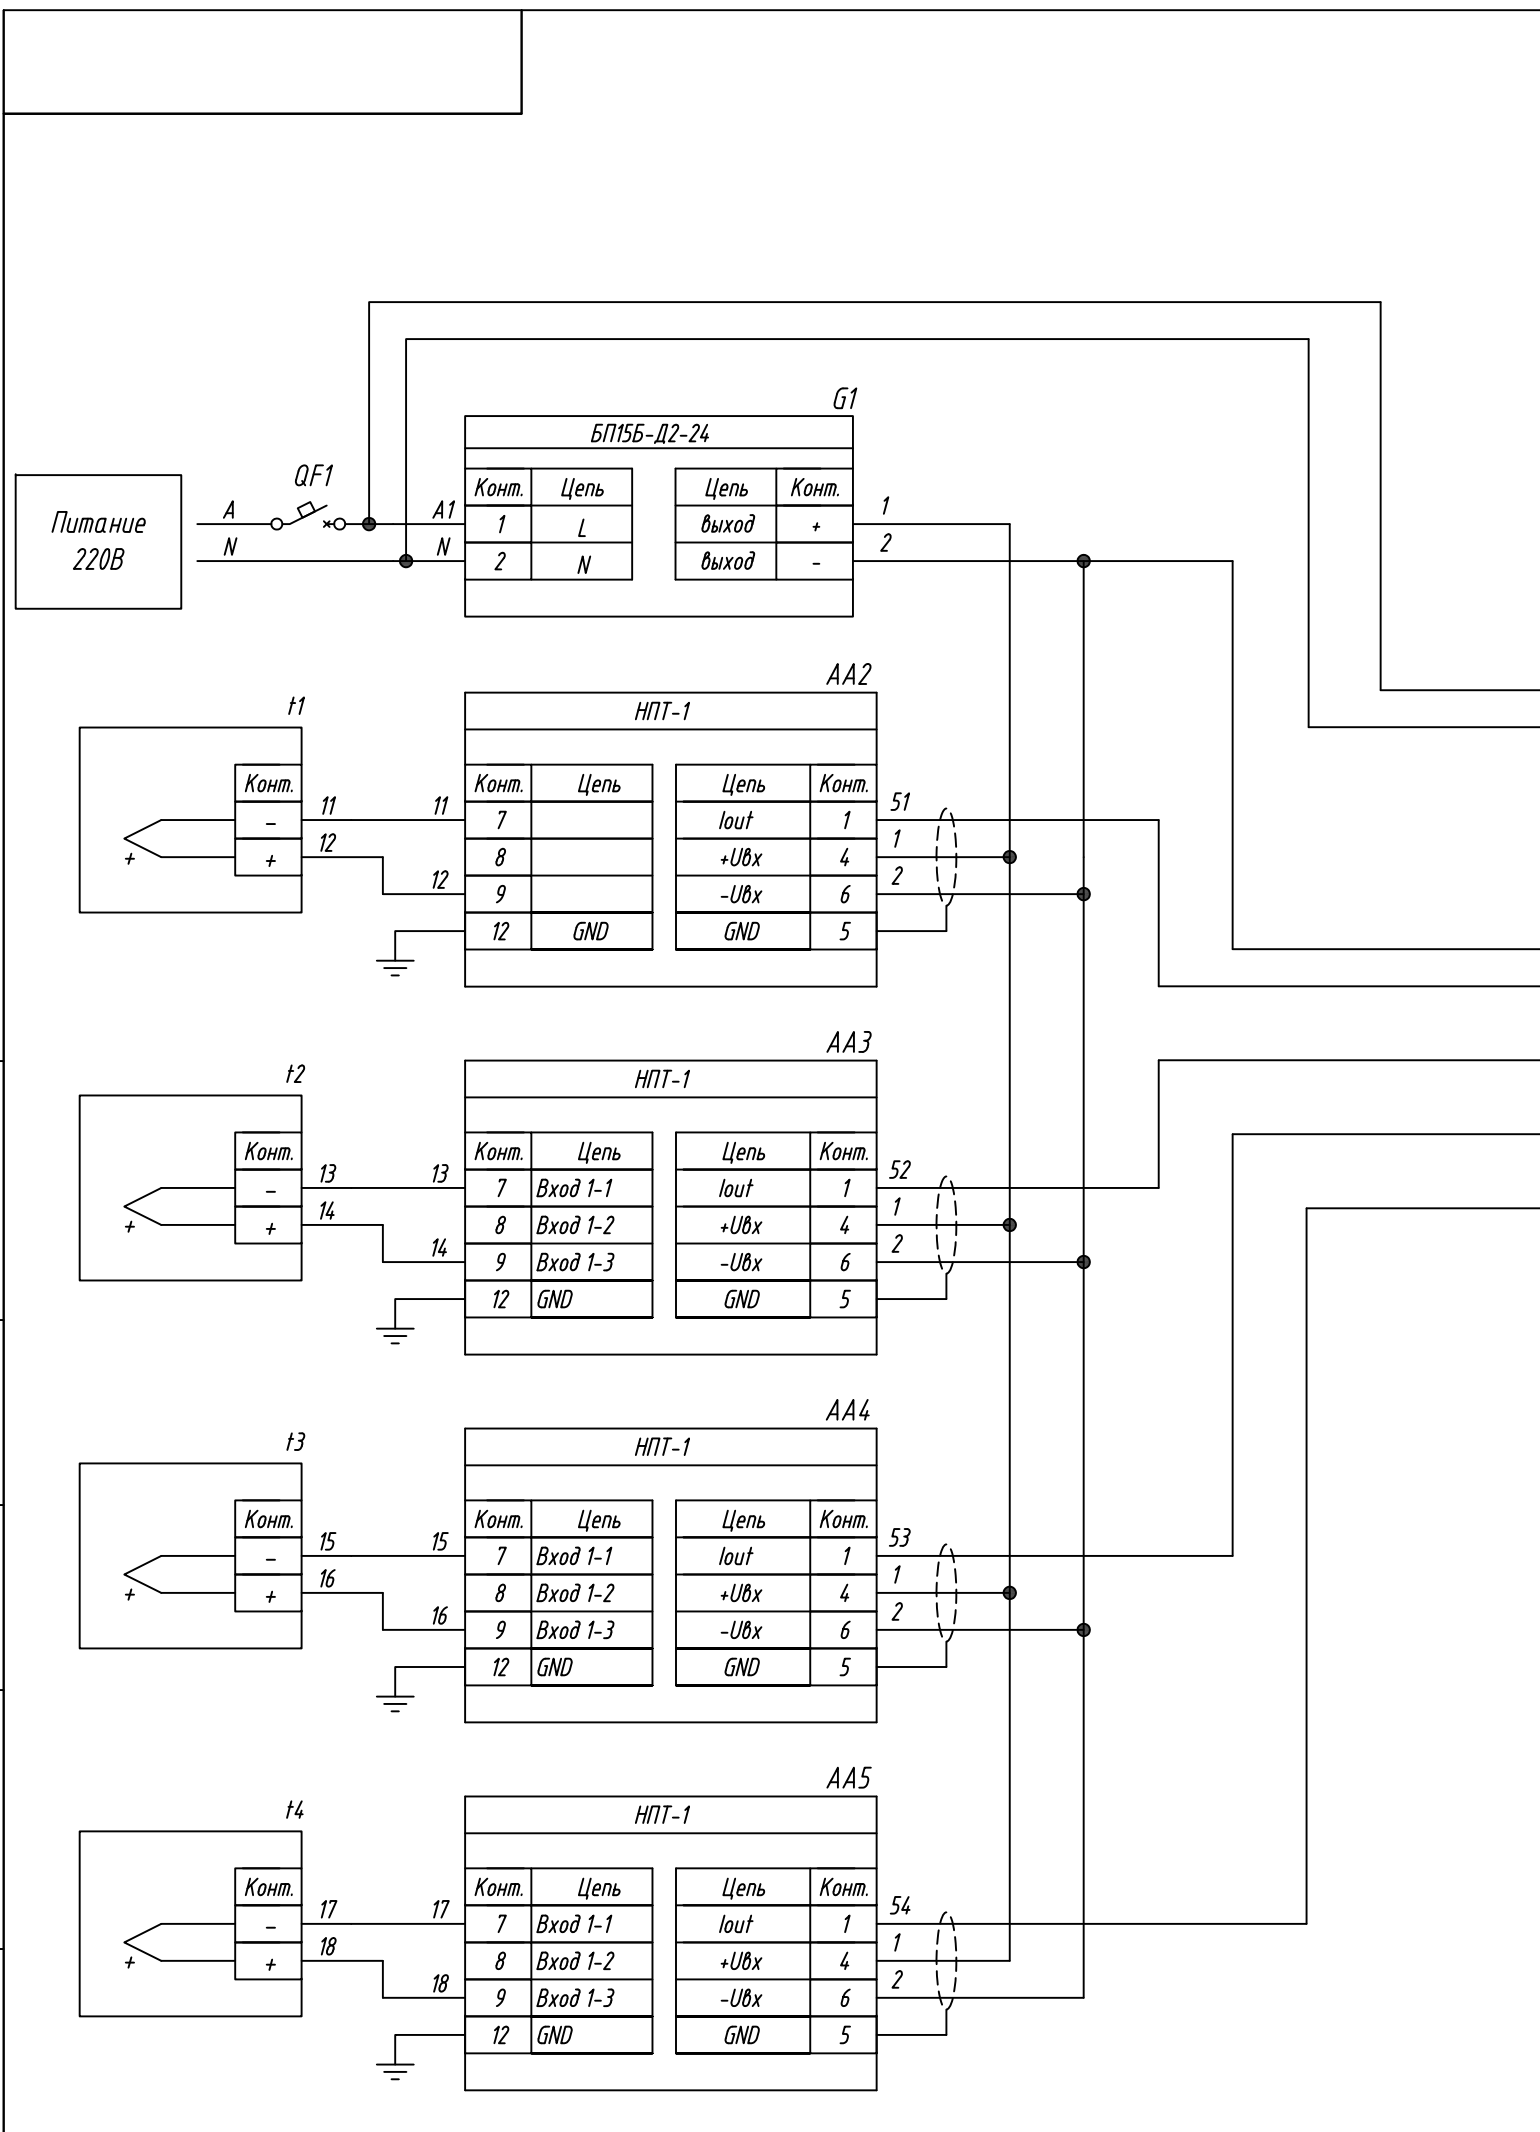 G1
БП15Б-Д2-24
QF1
Питание
220В
A
A1
N
N
Конт. Цепь
1 L
2 N
Цепь Конт.
выход +
выход -
1
2
AA2
НПТ-1
t1
Конт.
-
+
+
11
12
11
12
Конт. Цепь
7
8
9
12 GND
Цепь Конт.
Iout 1
+Uвх 4
-Uвх 6
GND 5
51
1
2
AA3
НПТ-1
t2
Конт.
-
+
+
13
14
13
14
Конт. Цепь
7 Вход 1-1
8 Вход 1-2
9 Вход 1-3
12 GND
Цепь Конт.
Iout 1
+Uвх 4
-Uвх 6
GND 5
52
1
2
AA4
НПТ-1
t3
Конт.
-
+
+
15
16
15
16
Конт. Цепь
7 Вход 1-1
8 Вход 1-2
9 Вход 1-3
12 GND
Цепь Конт.
Iout 1
+Uвх 4
-Uвх 6
GND 5
53
1
2
AA5
НПТ-1
t4
Конт.
-
+
+
17
18
17
18
Конт. Цепь
7 Вход 1-1
8 Вход 1-2
9 Вход 1-3
12 GND
Цепь Конт.
Iout 1
+Uвх 4
-Uвх 6
GND 5
54
1
2